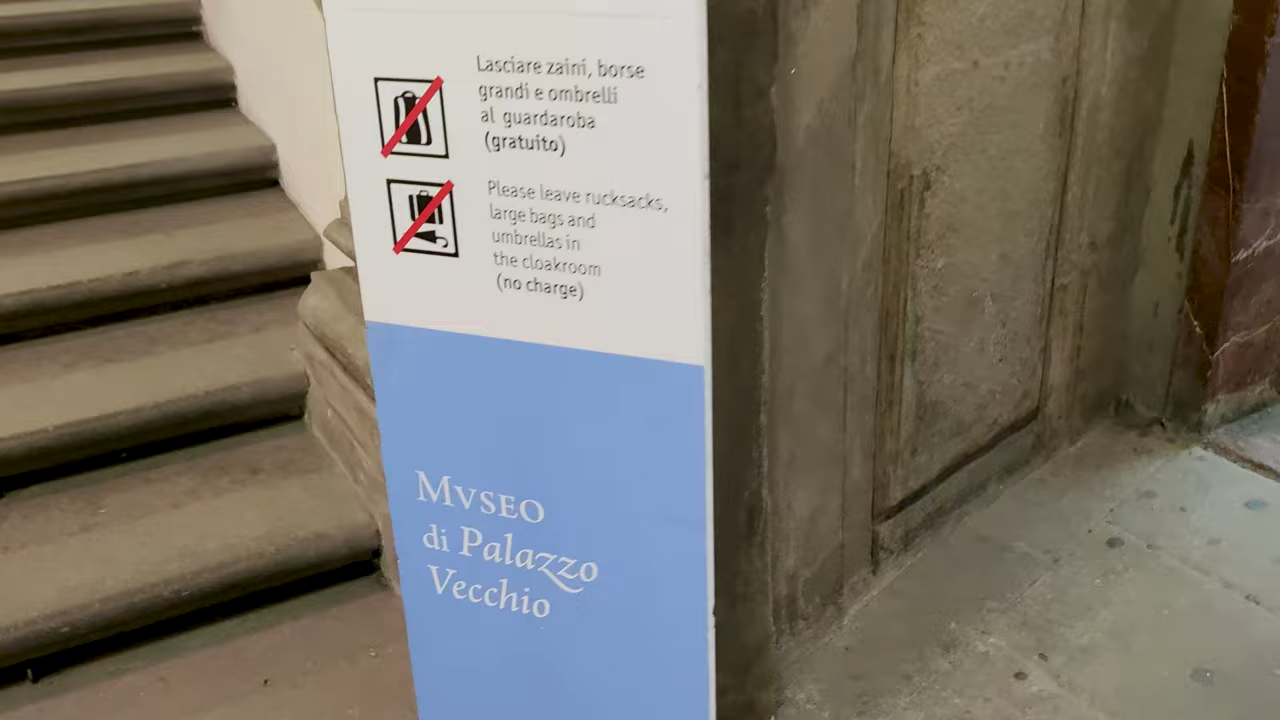 Lasciare zaini, borse
grandi e ombrelli
al guardaroba
(gratuito)
Please leave rucksacks,
large bags and
umbrellas in
the cloakroom
(no charge)
MVSEO
di Palazzo
Vecchio